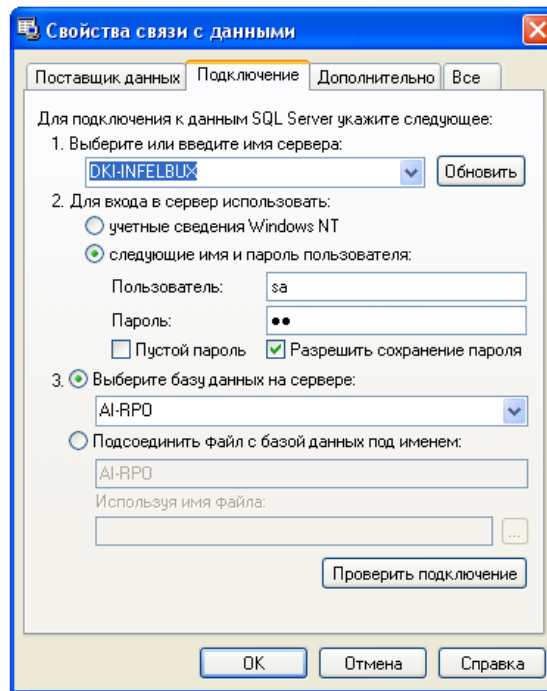 Свойства связи с данными
Поставщик данных Подключение Дополнительно Все
Для подключения к данным SQL Server укажите следующее:
1. Выберите или введите имя сервера:
DKI-INFELBUX Обновить
2. Для входа в сервер использовать:
учетные сведения Windows NT
следующие имя и пароль пользователя:
Пользователь: sa
Пароль: ●●
Пустой пароль Разрешить сохранение пароля
3. Выберите базу данных на сервере:
AI-RPO
Подсоединить файл с базой данных под именем:
AI-RPO
Используя имя файла:
...
Проверить подключение
OK Отмена Справка